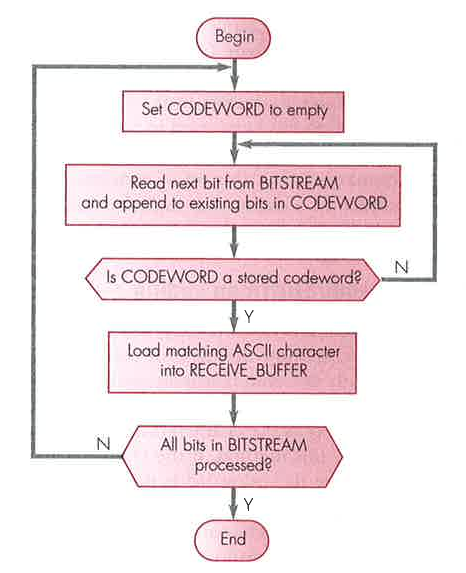 Begin
Set CODEWORD to empty
Read next bit from BITSTREAM
and append to existing bits in CODEWORD
Is CODEWORD a stored codeword?
N
Y
Load matching ASCII character
into RECEIVE_BUFFER
N
All bits in BITSTREAM
processed?
Y
End